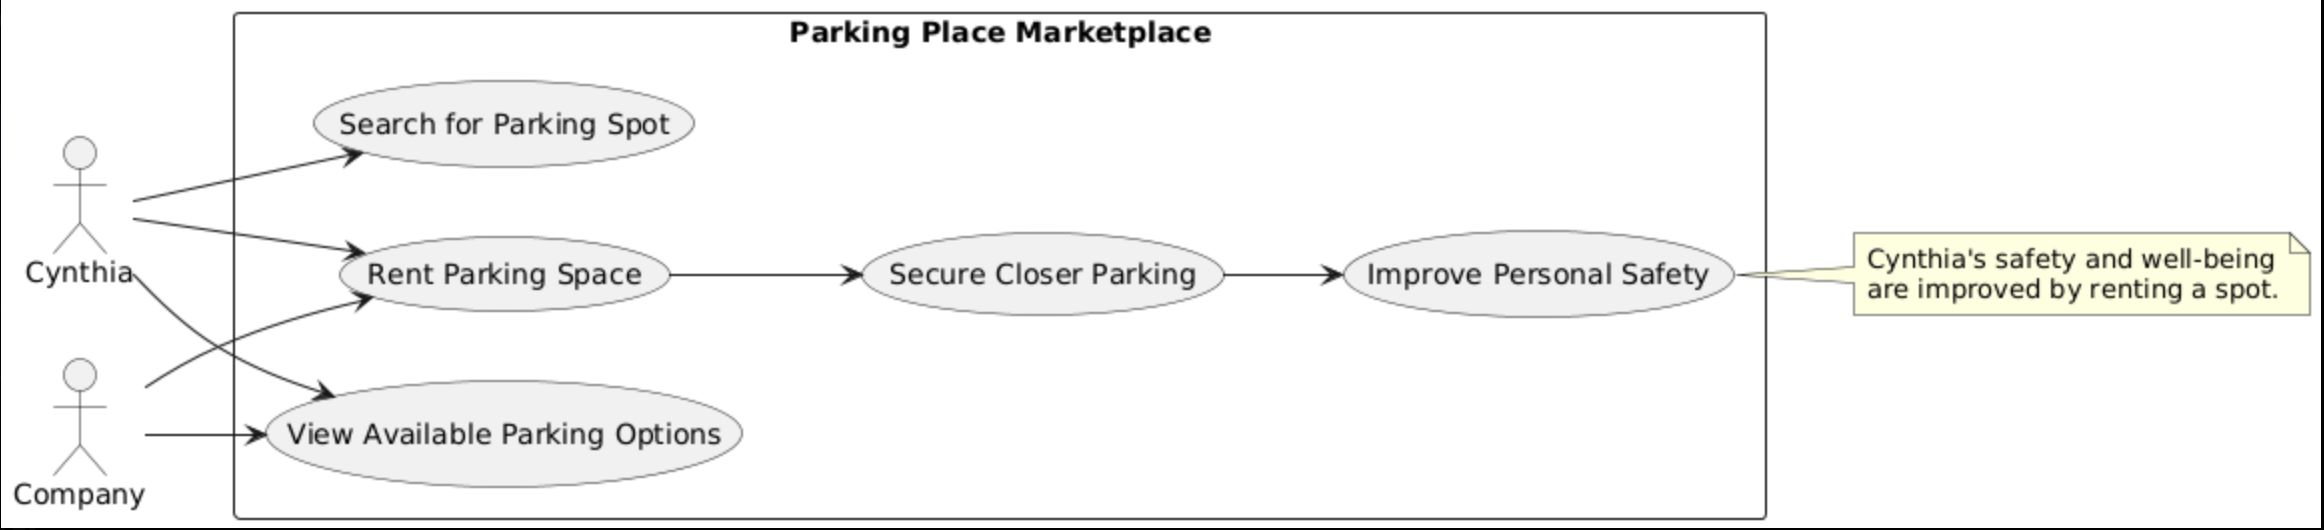 Parking Place Marketplace
Search for Parking Spot
Cynthia
Rent Parking Space
Secure Closer Parking
Improve Personal Safety
Cynthia's safety and well-being
are improved by renting a spot.
View Available Parking Options
Company